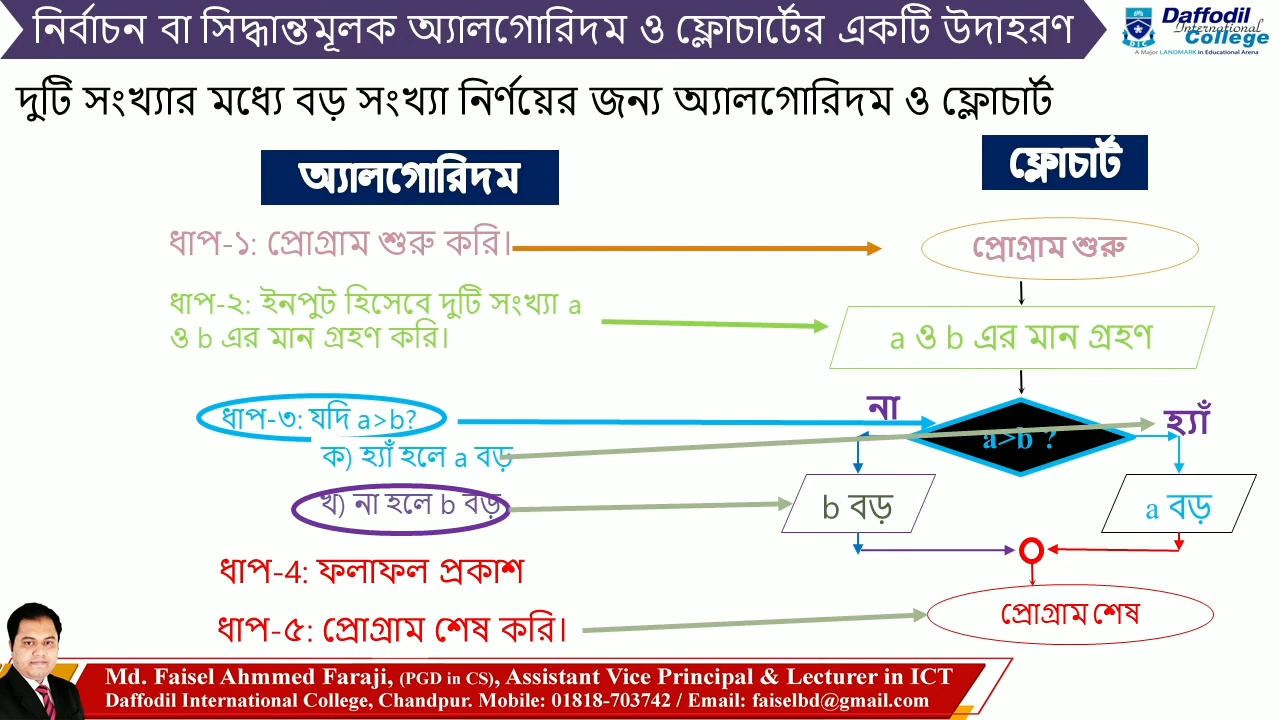 নির্বাচন বা সিদ্ধান্তমূলক অ্যালগোরিদম ও ফ্লোচার্টের একটি উদাহরণ
Daffodil
International
College
DIC
A Major LANDMARK in Educational Arena
দুটি সংখ্যার মধ্যে বড় সংখ্যা নির্ণয়ের জন্য অ্যালগোরিদম ও ফ্লোচার্ট
অ্যালগোরিদম
ফ্লোচার্ট
ধাপ-১: প্রোগ্রাম শুরু করি।
প্রোগ্রাম শুরু
ধাপ-২: ইনপুট হিসেবে দুটি সংখ্যা a
ও b এর মান গ্রহণ করি।
a ও b এর মান গ্রহণ
ধাপ-৩: যদি a>b?
না
a>b ?
হ্যাঁ
ক) হ্যাঁ হলে a বড়
খ) না হলে b বড়
b বড়
a বড়
ধাপ-4: ফলাফল প্রকাশ
ধাপ-৫: প্রোগ্রাম শেষ করি।
প্রোগ্রাম শেষ
Md. Faisel Ahmmed Faraji, (PGD in CS), Assistant Vice Principal & Lecturer in ICT
Daffodil International College, Chandpur. Mobile: 01818-703742 / Email: faiselbd@gmail.com